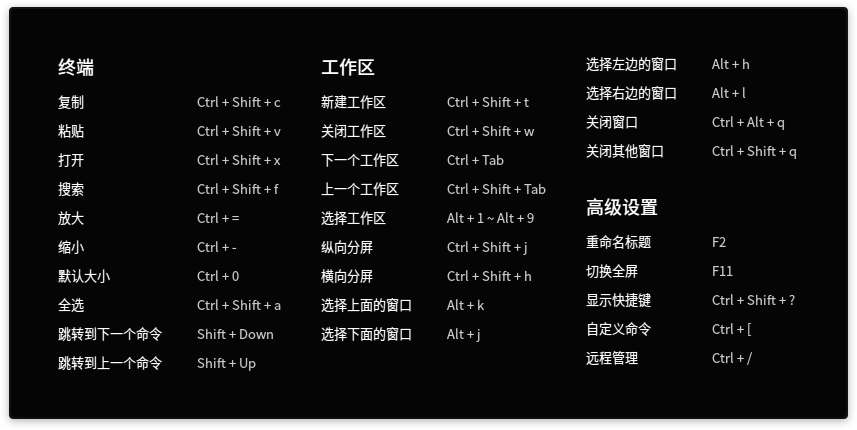 终端
复制 Ctrl + Shift + c
粘贴 Ctrl + Shift + v
打开 Ctrl + Shift + x
搜索 Ctrl + Shift + f
放大 Ctrl + =
缩小 Ctrl + -
默认大小 Ctrl + 0
全选 Ctrl + Shift + a
跳转到下一个命令 Shift + Down
跳转到上一个命令 Shift + Up
工作区
新建工作区 Ctrl + Shift + t
关闭工作区 Ctrl + Shift + w
下一个工作区 Ctrl + Tab
上一个工作区 Ctrl + Shift + Tab
选择工作区 Alt + 1 ~ Alt + 9
纵向分屏 Ctrl + Shift + j
横向分屏 Ctrl + Shift + h
选择上面的窗口 Alt + k
选择下面的窗口 Alt + j
选择左边的窗口 Alt + h
选择右边的窗口 Alt + l
关闭窗口 Ctrl + Alt + q
关闭其他窗口 Ctrl + Shift + q
高级设置
重命名标题 F2
切换全屏 F11
显示快捷键 Ctrl + Shift + ?
自定义命令 Ctrl + [
远程管理 Ctrl + /